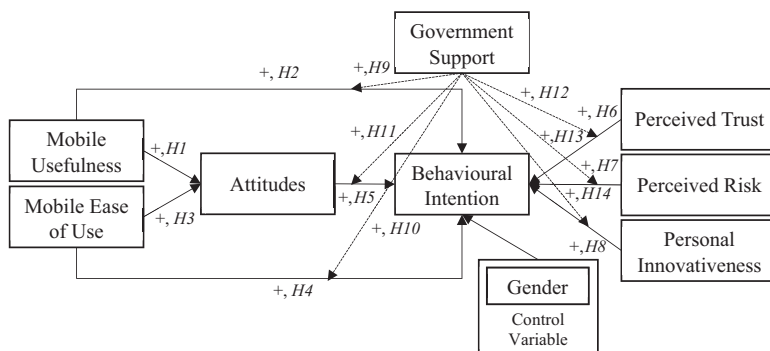 Government
Support
+, H2
+,H9
+,H12
+,H6
Perceived Trust
Mobile
Usefulness
+,H1
+,H11
+,H13
Attitudes
Behavioural
Intention
+,H7
Perceived Risk
+,H5
+,H14
Mobile Ease
of Use
+, H3
+, H10
+,H8
Personal
Innovativeness
+, H4
Gender
Control
Variable